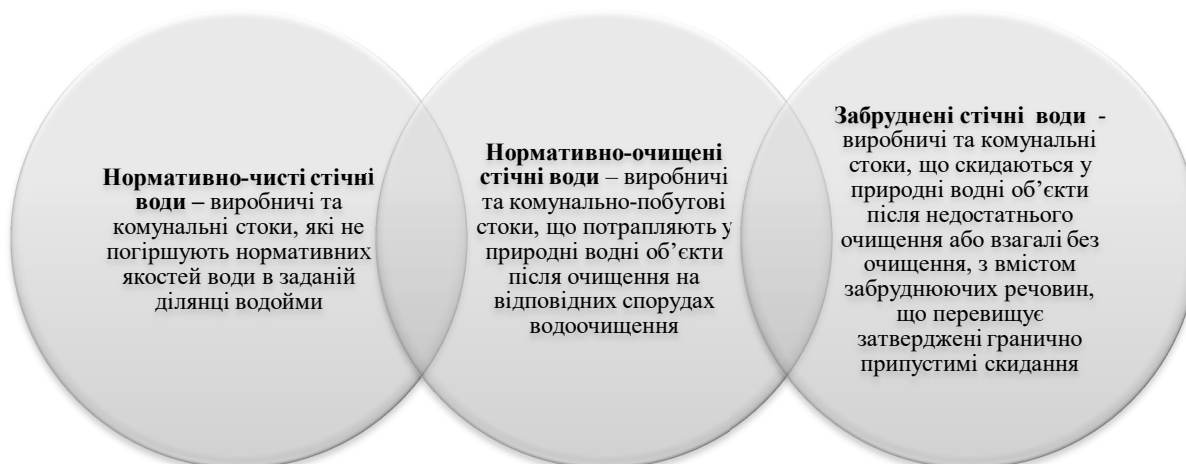 Нормативно-чисті стічні
води – виробничі та
комунальні стоки, які не
погіршують нормативних
якостей води в заданій
ділянці водойми
Нормативно-очищені
стічні води – виробничі
та комунально-побутові
стоки, що потрапляють у
природні водні об’єкти
після очищення на
відповідних спорудах
водоочищення
Забруднені стічні води -
виробничі та комунальні
стоки, що скидаються у
природні водні об’єкти
після недостатнього
очищення або взагалі без
очищення, з вмістом
забруднюючих речовин,
що перевищує
затверджені гранично
припустимі скидання